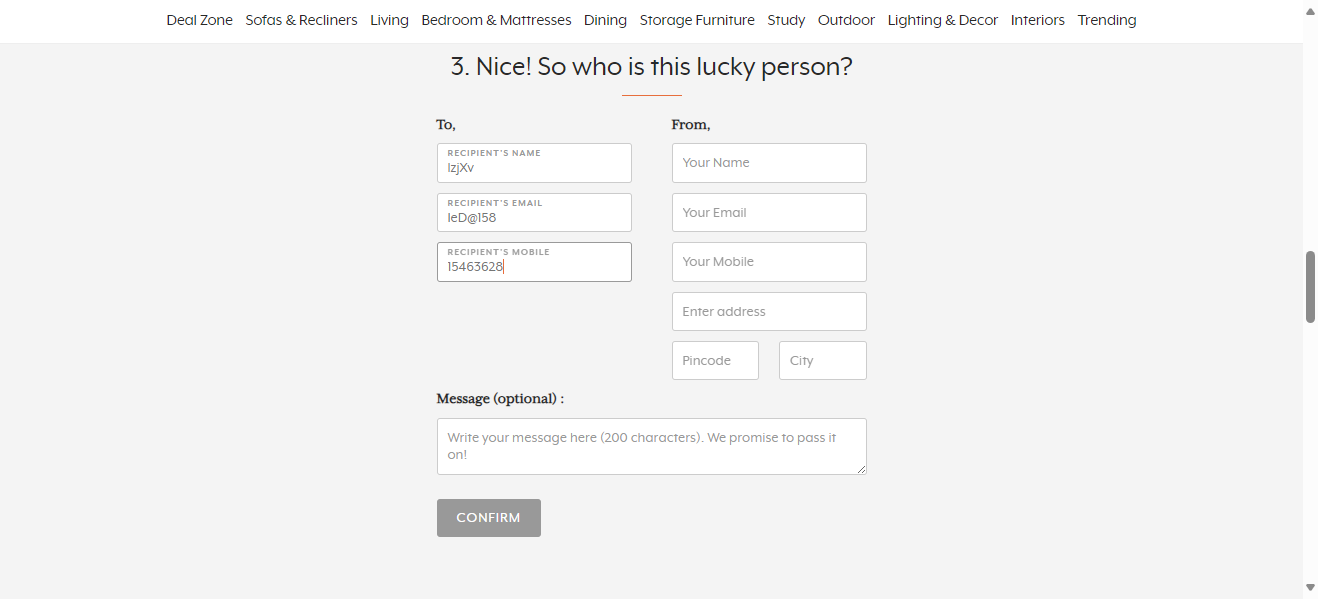 Deal Zone Sofas & Recliners Living Bedroom & Mattresses Dining Storage Furniture Study Outdoor Lighting & Decor Interiors Trending
3. Nice! So who is this lucky person?
To,
RECIPIENT'S NAME
IzjXv
RECIPIENT'S EMAIL
IeD@158
RECIPIENT'S MOBILE
15463628
From,
Your Name
Your Email
Your Mobile
Enter address
Pincode City
Message (optional) :
Write your message here (200 characters). We promise to pass it
on!
CONFIRM